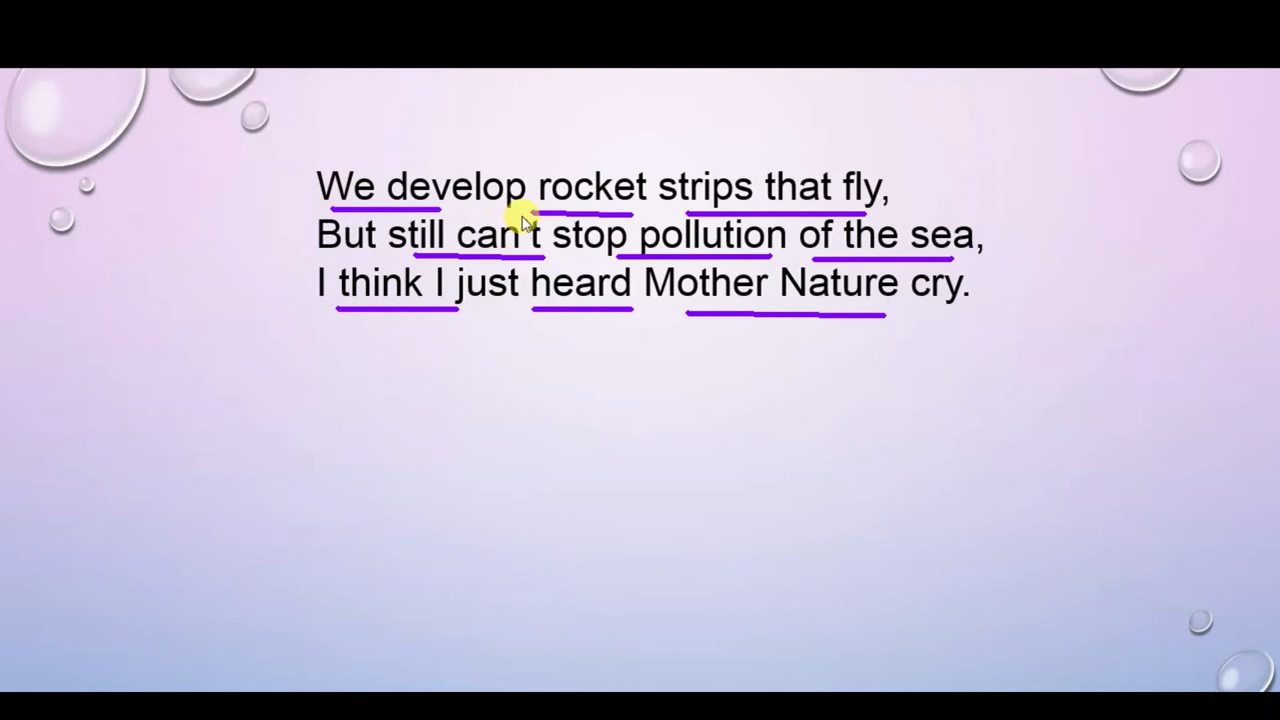 We develop rocket strips that fly,
But still can't stop pollution of the sea,
I think I just heard Mother Nature cry.